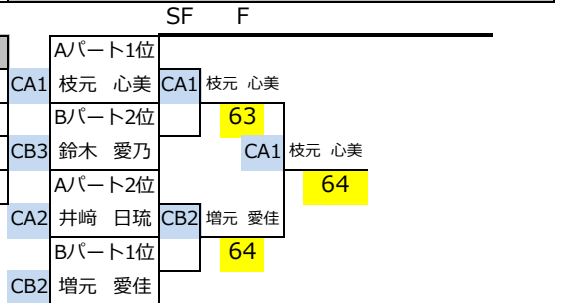 SF F
Aパート1位
CA1 枝元 心美 CA1 枝元 心美
Bパート2位 63
CB3 鈴木 愛乃 CA1 枝元 心美
Aパート2位 64
CA2 井﨑 日琉 CB2 増元 愛佳
Bパート1位 64
CB2 増元 愛佳